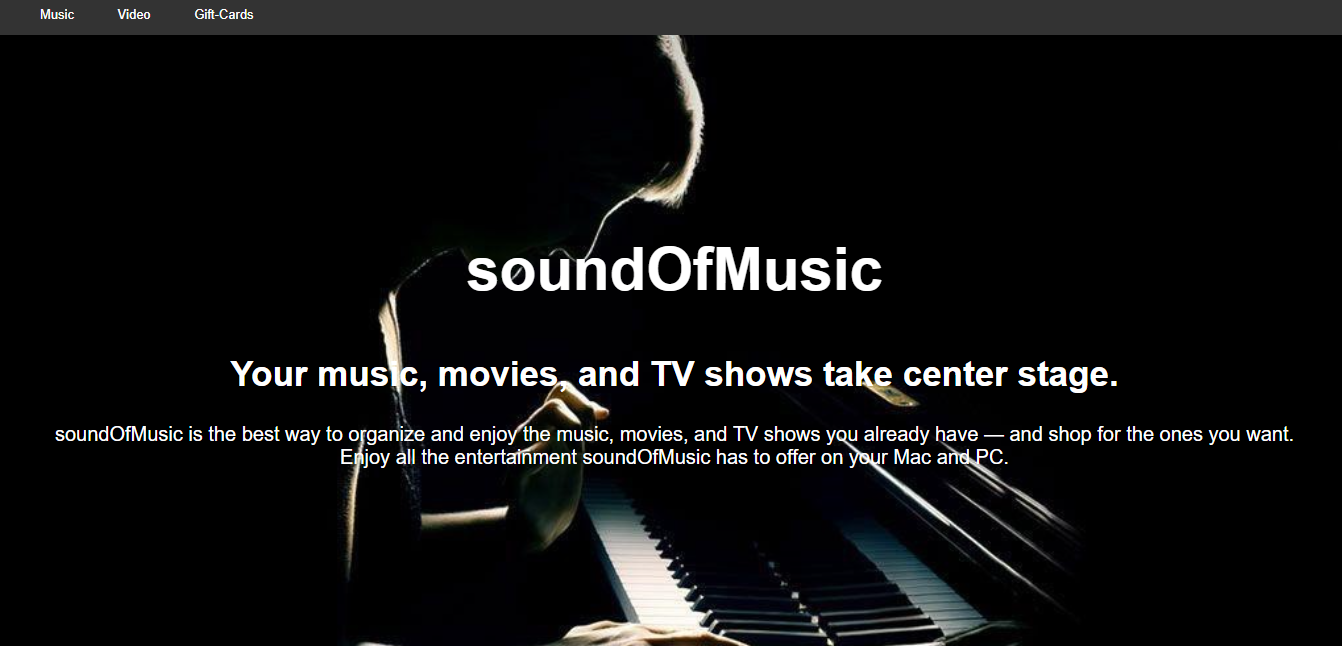 Music Video Gift-Cards
soundOfMusic
Your music, movies, and TV shows take center stage.
soundOfMusic is the best way to organize and enjoy the music, movies, and TV shows you already have — and shop for the ones you want.
Enjoy all the entertainment soundOfMusic has to offer on your Mac and PC.